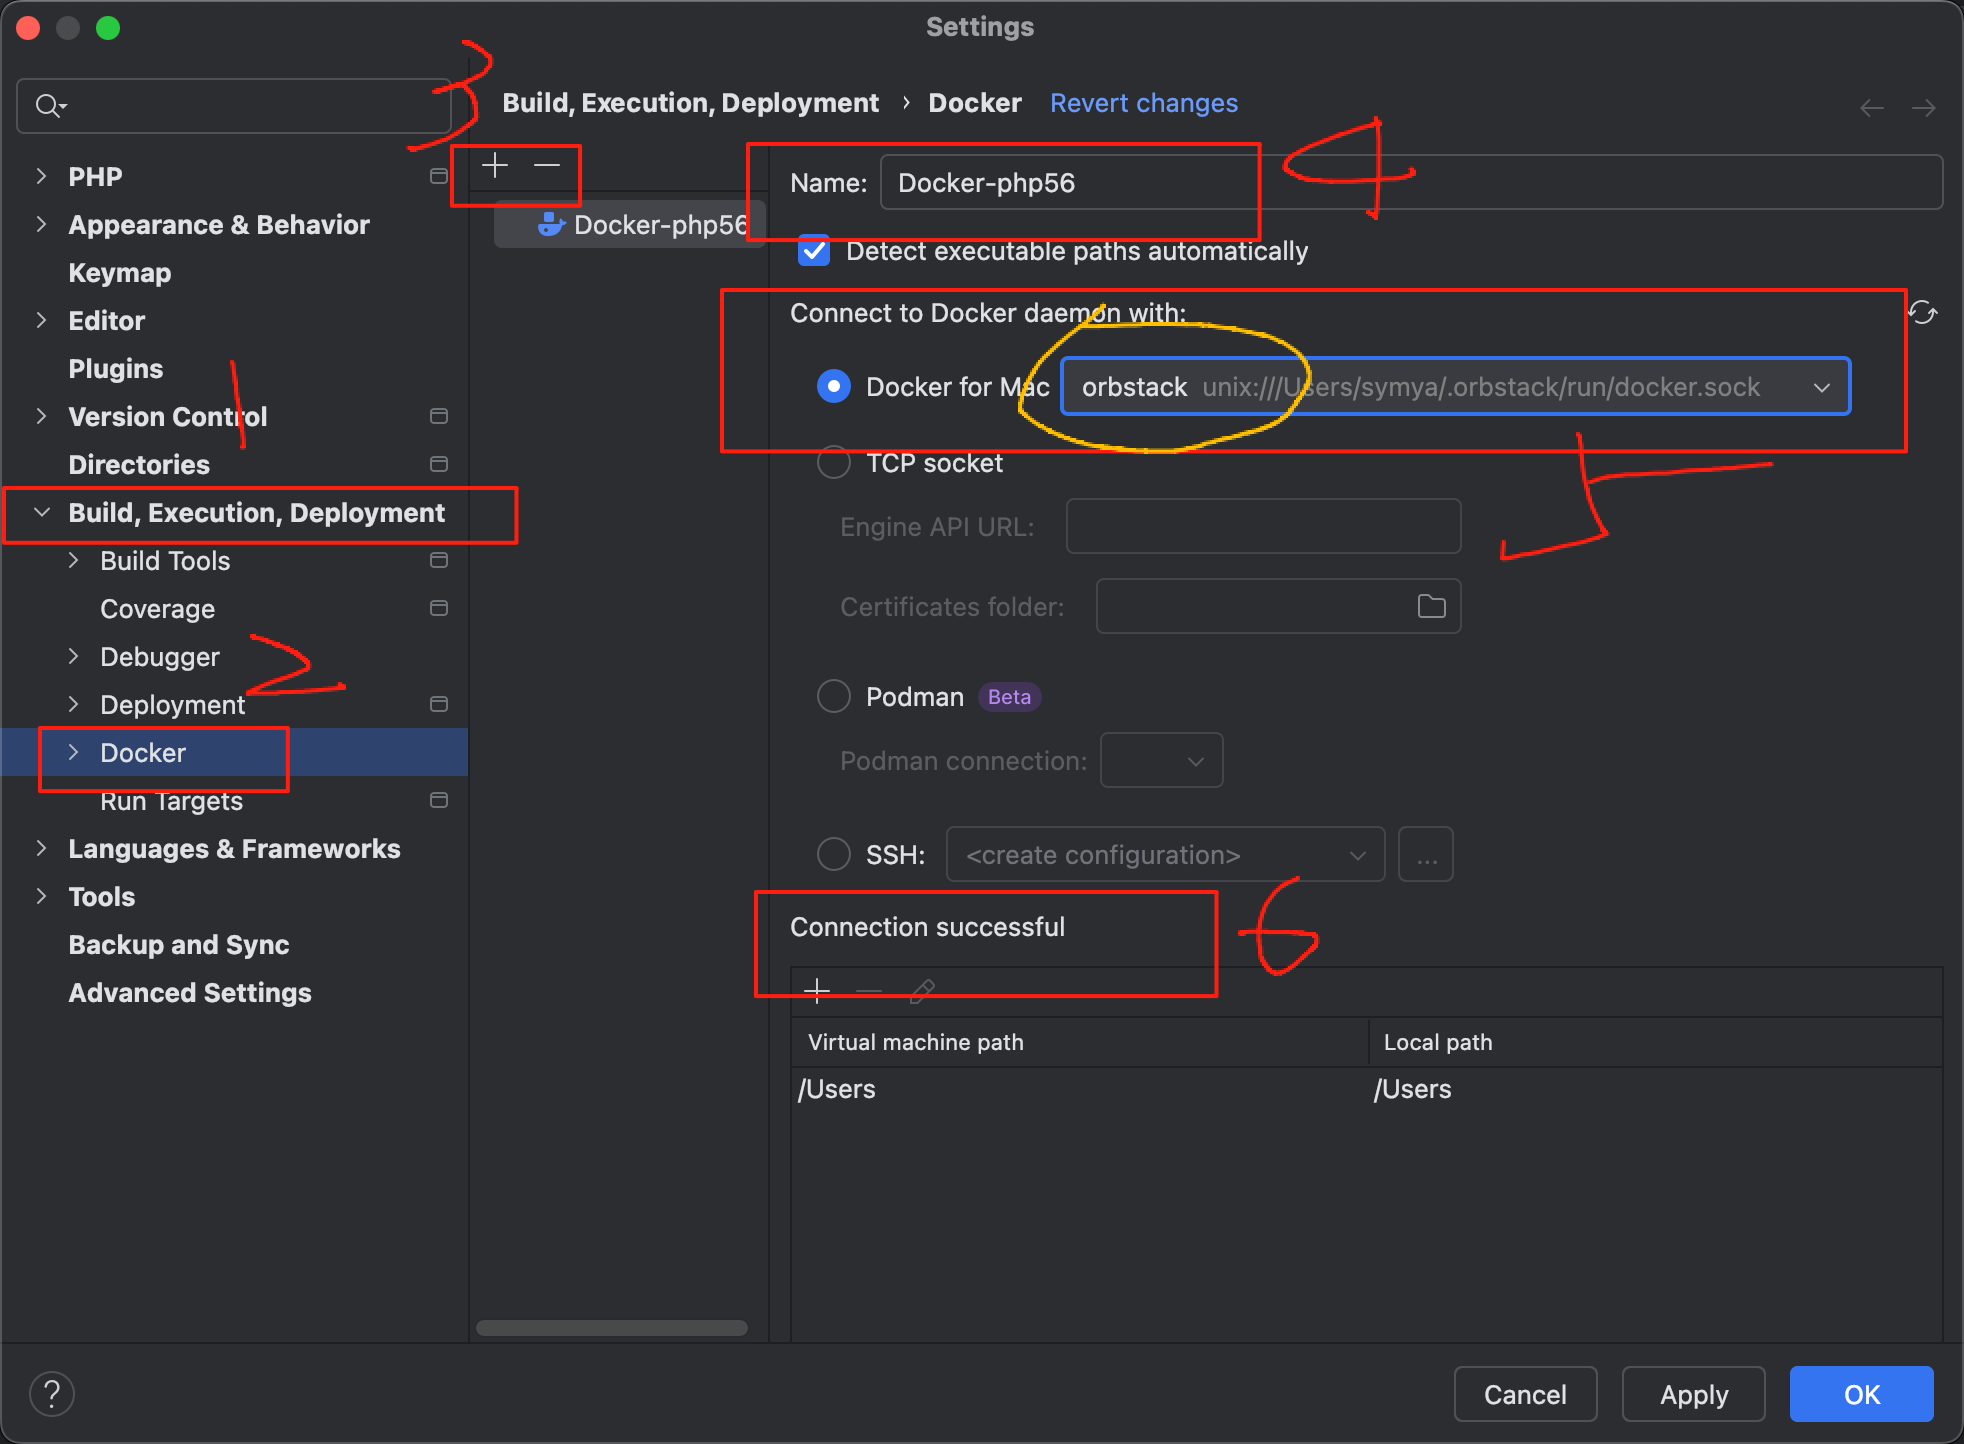 Settings
3
Build, Execution, Deployment › Docker Revert changes
PHP
Appearance & Behavior
Keymap
Editor
Plugins
1
Version Control
Directories
Build, Execution, Deployment
Build Tools
Coverage
Debugger
2
Deployment
Docker
Run Targets
Languages & Frameworks
Tools
Backup and Sync
Advanced Settings
Docker-php56
Name: Docker-php56
4
Detect executable paths automatically
Connect to Docker daemon with:
Docker for Mac orbstack unix:///Users/symya/.orbstack/run/docker.sock
5
TCP socket
Engine API URL:
Certificates folder:
Podman Beta
Podman connection:
SSH: <create configuration> ...
Connection successful
6
Virtual machine path Local path
/Users /Users
? Cancel Apply OK